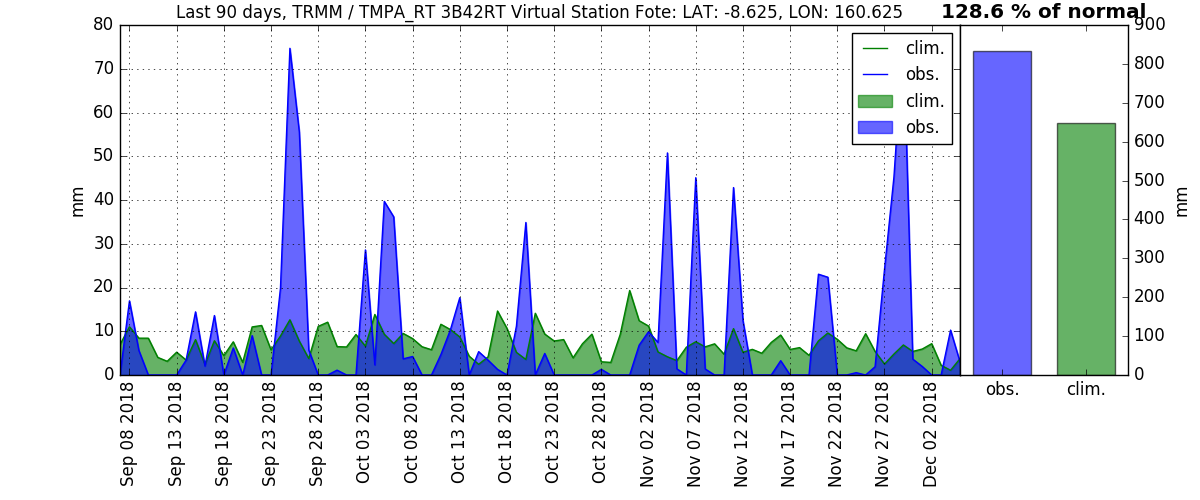 Last 90 days, TRMM / TMPA_RT 3B42RT Virtual Station Fote: LAT: -8.625, LON: 160.625
128.6 % of normal
80
70
60
50
40
30
20
10
0
mm
clim.
obs.
clim.
obs.
900
800
700
600
500
400
300
200
100
0
mm
obs.
clim.
Sep 08 2018
Sep 13 2018
Sep 18 2018
Sep 23 2018
Sep 28 2018
Oct 03 2018
Oct 08 2018
Oct 13 2018
Oct 18 2018
Oct 23 2018
Oct 28 2018
Nov 02 2018
Nov 07 2018
Nov 12 2018
Nov 17 2018
Nov 22 2018
Nov 27 2018
Dec 02 2018